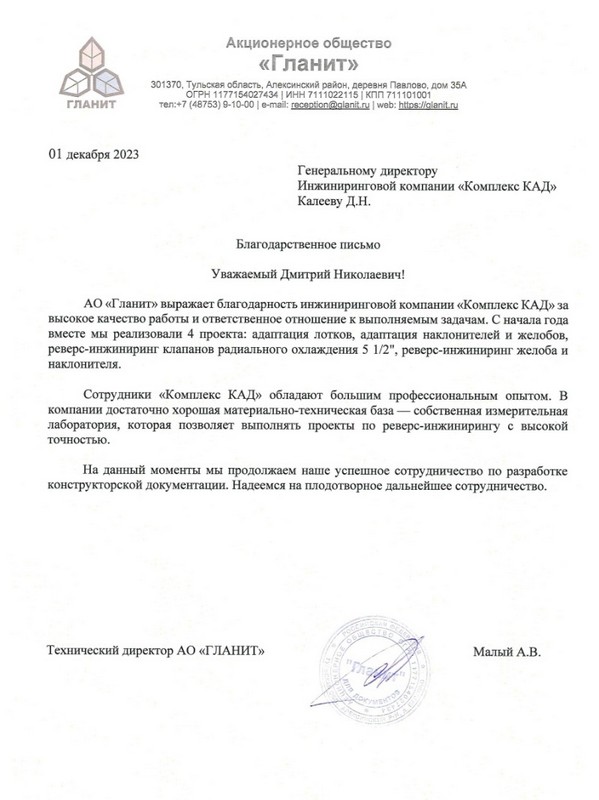 ГЛАНИТ
Акционерное общество
«Гланит»
301370, Тульская область, Алексинский район, деревня Павлово, дом 35А
ОГРН 1177154027434 | ИНН 7111022115 | КПП 711101001
тел:+7 (48753) 9-10-00 | e-mail: reception@glanit.ru | web: https://glanit.ru
01 декабря 2023
Генеральному директору
Инжиниринговой компании «Комплекс КАД»
Калееву Д.Н.
Благодарственное письмо
Уважаемый Дмитрий Николаевич!
АО «Гланит» выражает благодарность инжиниринговой компании «Комплекс КАД» за
высокое качество работы и ответственное отношение к выполняемым задачам. С начала года
вместе мы реализовали 4 проекта: адаптация лотков, адаптация наклонителей и желобов,
реверс-инжиниринг клапанов радиального охлаждения 5 1/2", реверс-инжиниринг желоба и
наклонителя.
Сотрудники «Комплекс КАД» обладают большим профессиональным опытом. В
компании достаточно хорошая материально-техническая база — собственная измерительная
лаборатория, которая позволяет выполнять проекты по реверс-инжинирингу с высокой
точностью.
На данный моменты мы продолжаем наше успешное сотрудничество по разработке
конструкторской документации. Надеемся на плодотворное дальнейшее сотрудничество.
Технический директор АО «ГЛАНИТ»
"Гланит"
ДЛЯ ДОКУМЕНТОВ
Малый А.В.